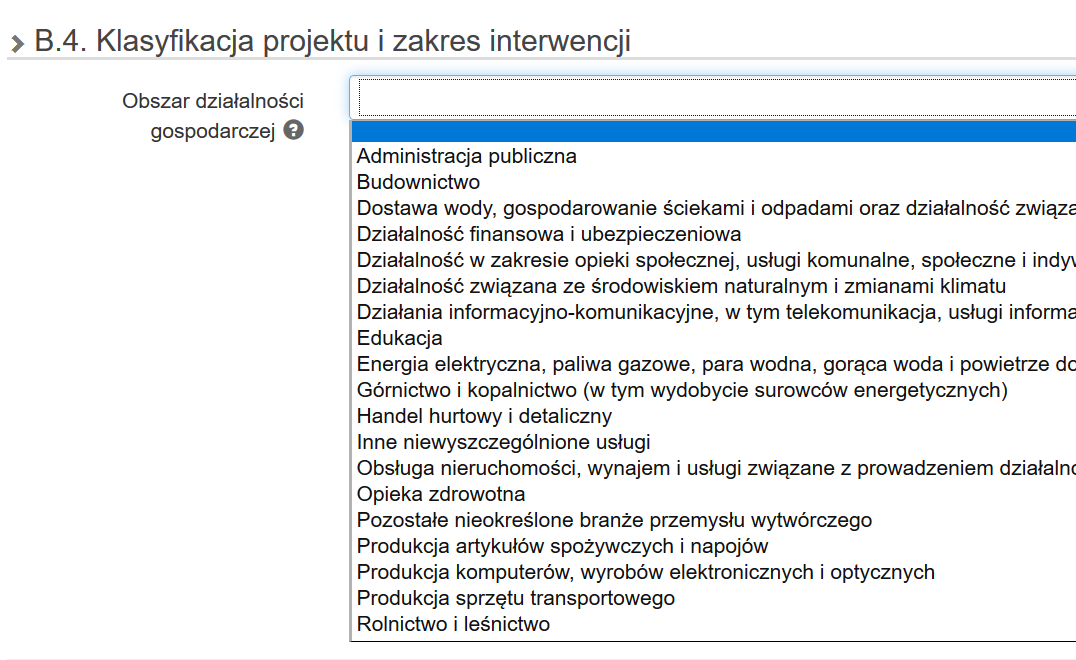 B.4. Klasyfikacja projektu i zakres interwencji
Obszar działalności
gospodarczej ?
Administracja publiczna
Budownictwo
Dostawa wody, gospodarowanie ściekami i odpadami oraz działalność związa
Działalność finansowa i ubezpieczeniowa
Działalność w zakresie opieki społecznej, usługi komunalne, społeczne i indyw
Działalność związana ze środowiskiem naturalnym i zmianami klimatu
Działania informacyjno-komunikacyjne, w tym telekomunikacja, usługi informa
Edukacja
Energia elektryczna, paliwa gazowe, para wodna, gorąca woda i powietrze do
Górnictwo i kopalnictwo (w tym wydobycie surowców energetycznych)
Handel hurtowy i detaliczny
Inne niewyszczególnione usługi
Obsługa nieruchomości, wynajem i usługi związane z prowadzeniem działalno
Opieka zdrowotna
Pozostałe nieokreślone branże przemysłu wytwórczego
Produkcja artykułów spożywczych i napojów
Produkcja komputerów, wyrobów elektronicznych i optycznych
Produkcja sprzętu transportowego
Rolnictwo i leśnictwo